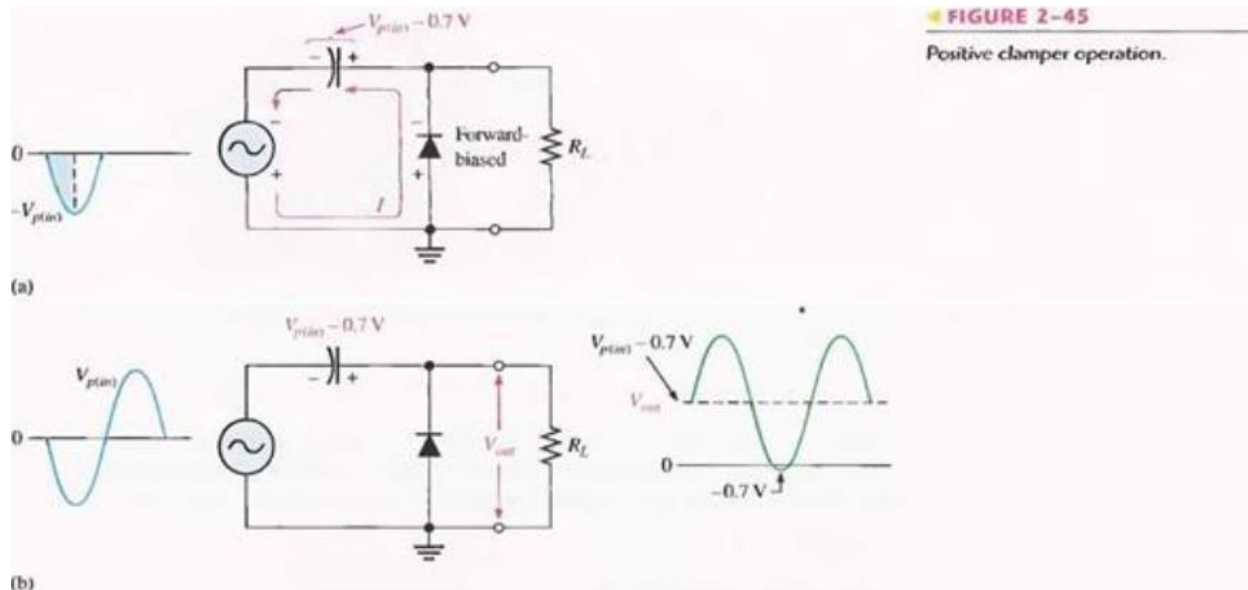 ◄ FIGURE 2–45
Positive clamper operation.
V_p(in) – 0.7 V
– +
0
–V_p(in)
–
+
–
+
Forward-
biased
R_L
I
(a)
V_p(in) – 0.7 V
– +
V_p(in)
0
V_out
R_L
V_p(in) – 0.7 V
V_out
0
–0.7 V
(b)